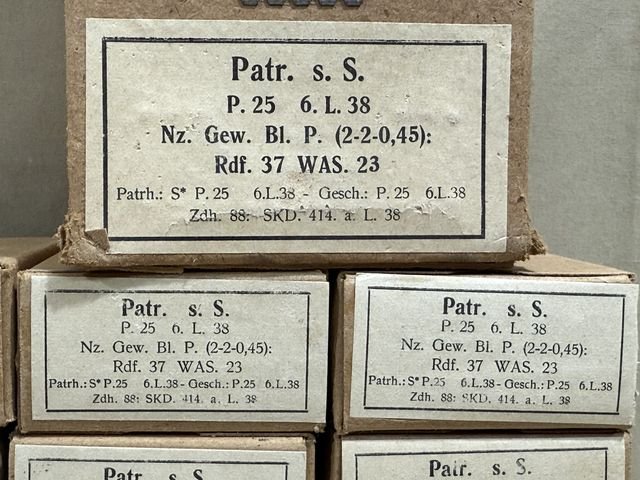 Patr. s. S.
P. 25 6. L. 38
Nz. Gew. Bl. P. (2-2-0,45):
Rdf. 37 WAS. 23
Patrh.: S* P. 25 6.L.38 - Gesch.: P. 25 6.L.38
Zdh. 88: SKD. 414. a. L. 38
Patr. s. S.
P. 25 6. L. 38
Nz. Gew. Bl. P. (2-2-0,45):
Rdf. 37 WAS. 23
Patrh.: S* P.25 6.L.38 - Gesch.: P.25 6.L.38
Zdh. 88: SKD. 414. a. L. 38
Patr. s. S.
P. 25 6. L. 38
Nz. Gew. Bl. P. (2-2-0,45):
Rdf. 37 WAS. 23
Patrh.: S* P.25 6.L.38 - Gesch.: P.25 6.L.38
Zdh. 88: SKD. 414. a. L. 38
Patr. s. S.
Patr. s. S.